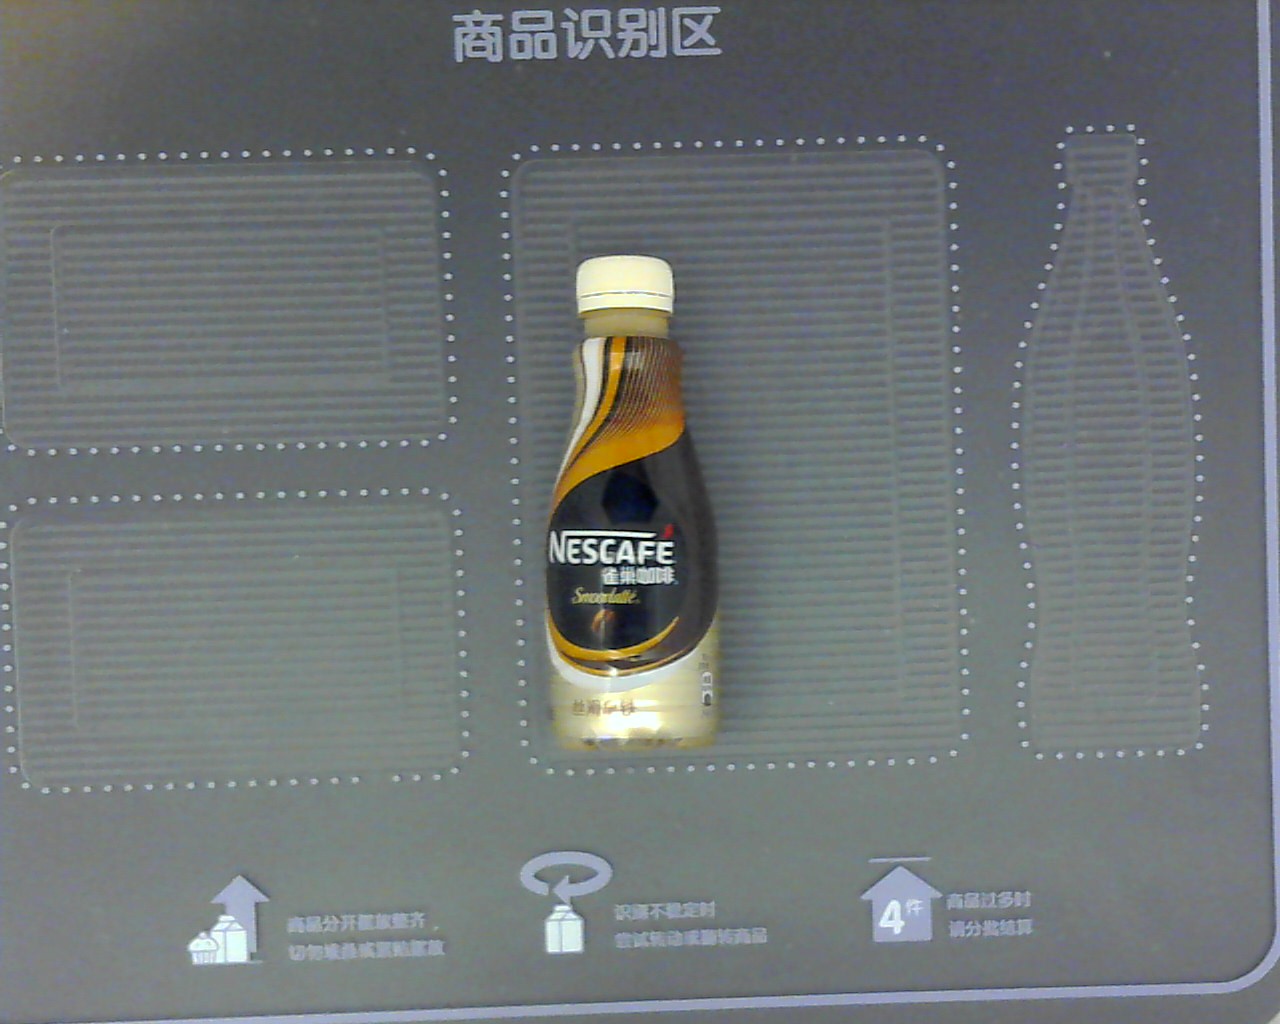 商品识别区
NESCAFÉ
雀巢咖啡
Smoovlatté
丝滑拿铁
商品分开摆放整齐，
切勿堆叠或紧贴摆放
识别不稳定时
尝试转动或翻转商品
4件
商品过多时
请分批结算